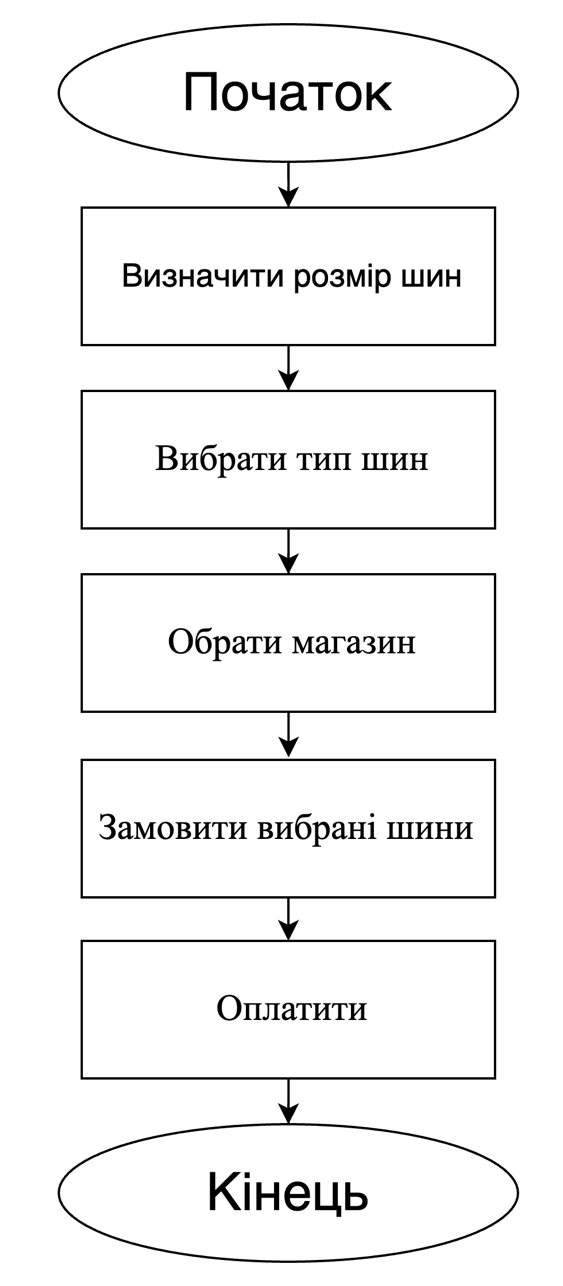 Початок
Визначити розмір шин
Вибрати тип шин
Обрати магазин
Замовити вибрані шини
Оплатити
Кінець